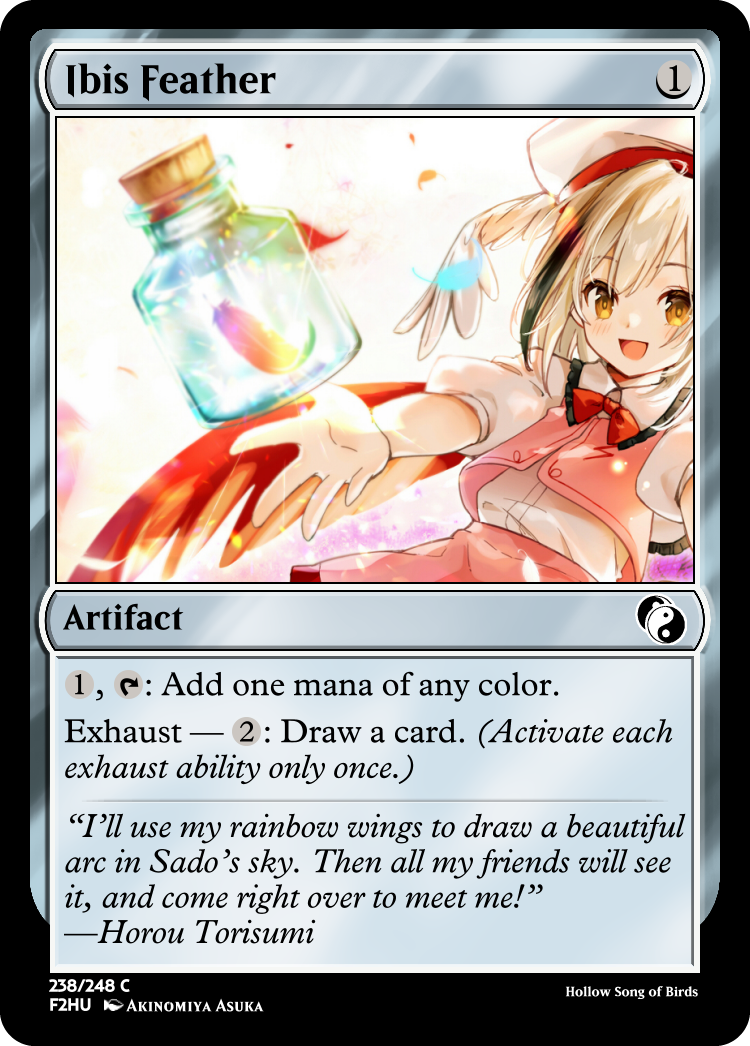 Ibis Feather 1
Artifact
1, : Add one mana of any color.
Exhaust — 2: Draw a card. (Activate each
exhaust ability only once.)
“I’ll use my rainbow wings to draw a beautiful
arc in Sado’s sky. Then all my friends will see
it, and come right over to meet me!”
—Horou Torisumi
238/248 C
F2HU Akinomiya Asuka
Hollow Song of Birds